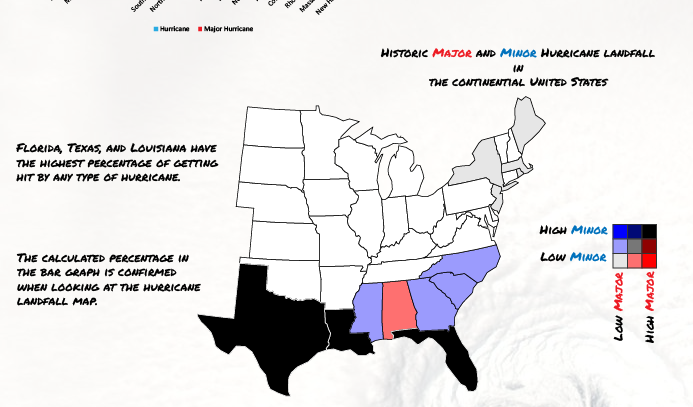 Hurricane Major Hurricane
Historic Major and Minor Hurricane landfall
in
the continential United States
Florida, Texas, and Louisiana have
the highest percentage of getting
hit by any type of hurricane.
High Minor
Low Minor
The calculated percentage in
the bar graph is confirmed
when looking at the hurricane
landfall map.
Low Major
High Major